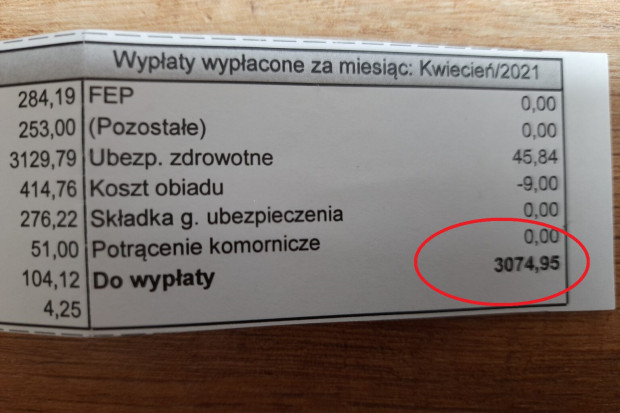 Wypłaty wypłacone za miesiąc: Kwiecień/2021
284,19 FEP 0,00
253,00 (Pozostałe) 0,00
3129,79 Ubezp. zdrowotne 45,84
414,76 Koszt obiadu -9,00
276,22 Składka g. ubezpieczenia 0,00
51,00 Potrącenie komornicze 0,00
104,12 Do wypłaty 3074,95
4,25